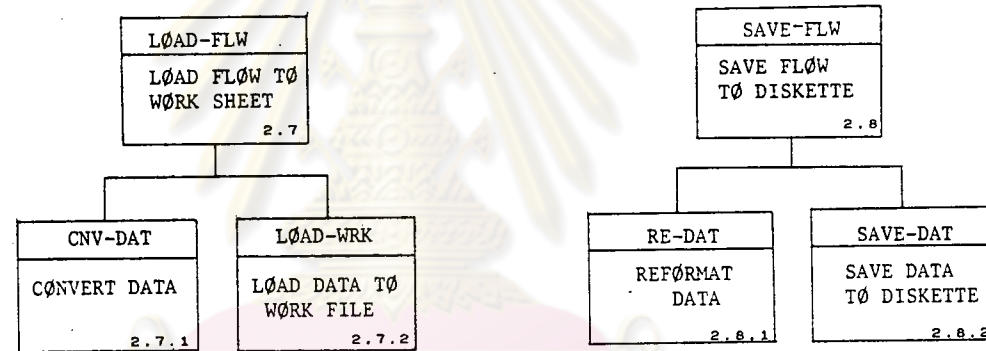 LØAD-FLW
LØAD FLØW TØ
WØRK SHEET
2.7
CNV-DAT
CØNVERT DATA
2.7.1
LØAD-WRK
LØAD DATA TØ
WØRK FILE
2.7.2
SAVE-FLW
SAVE FLØW
TØ DISKETTE
2.8
RE-DAT
REFØRMAT
DATA
2.8.1
SAVE-DAT
SAVE DATA
TØ DISKETTE
2.8.2